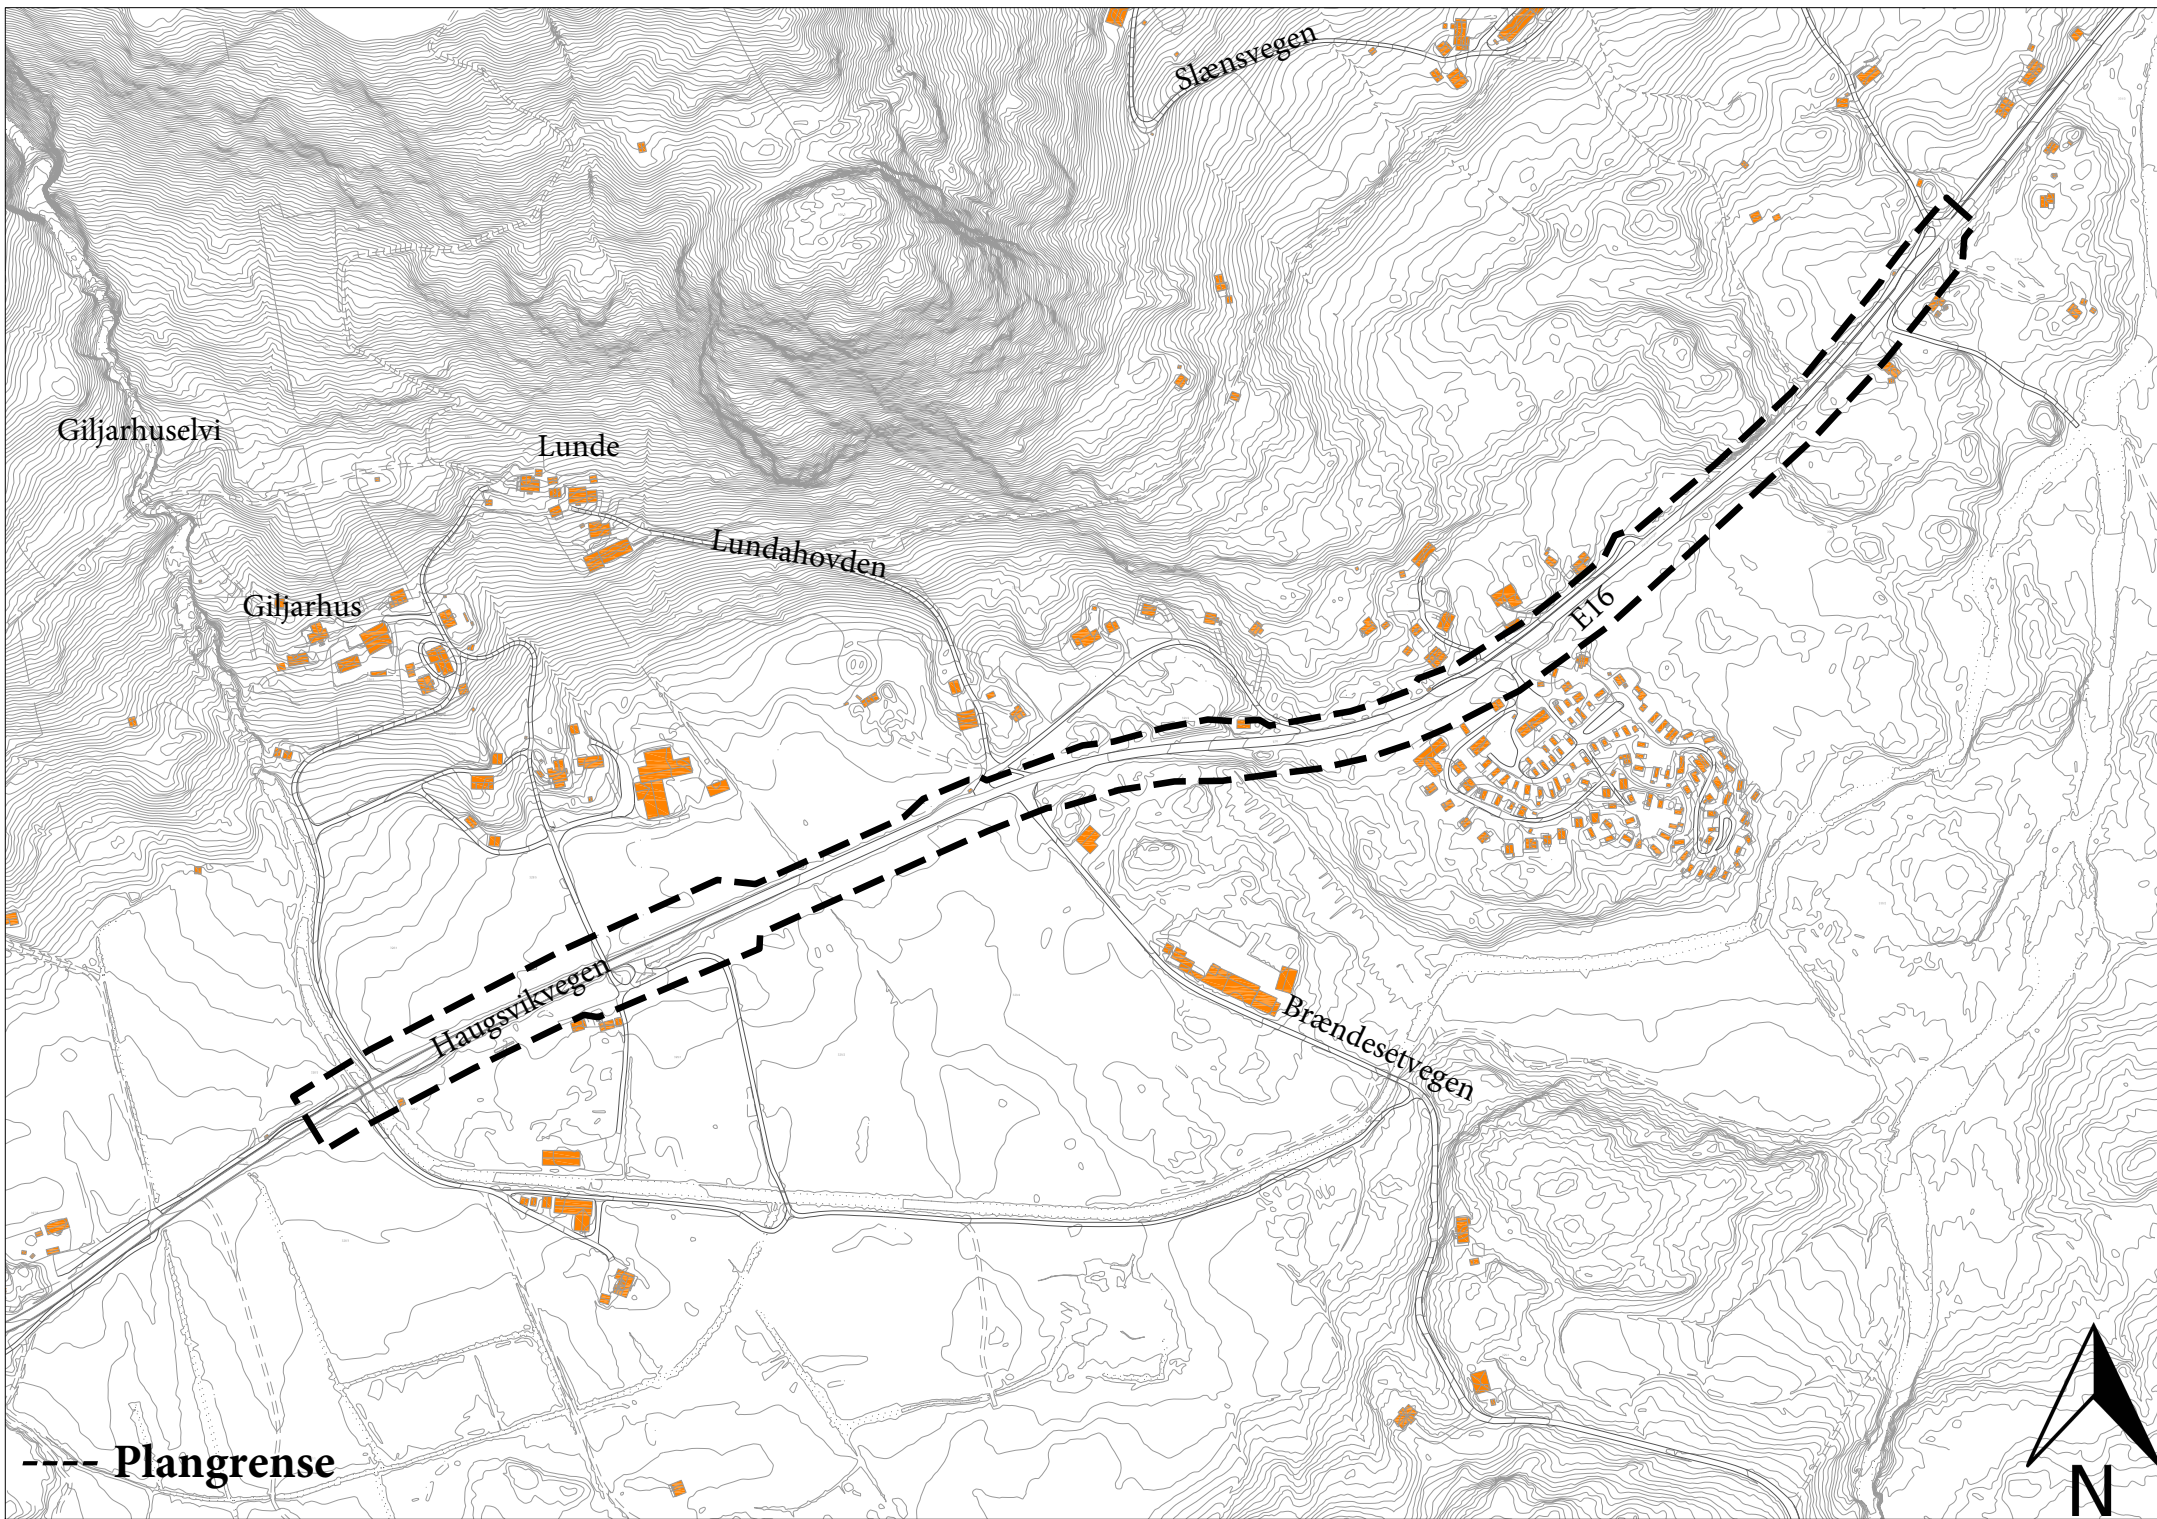 Slænsvegen
Giljarhuselvi
Lunde
Lundahovden
Giljarhus
E16
Haugsvikvegen
Brændesetvegen
---- Plangrense
N